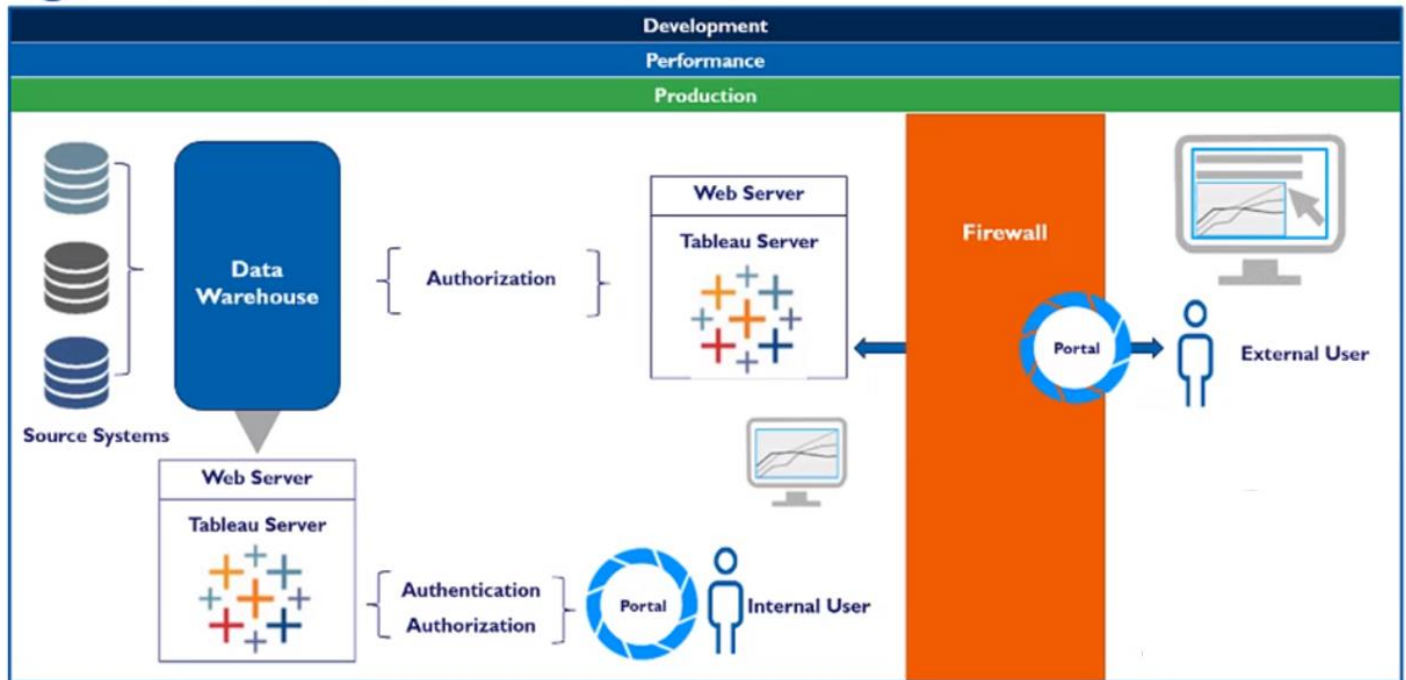 Development
Performance
Production
Data
Warehouse
Source Systems
Authorization
Web Server
Tableau Server
Firewall
Portal
External User
Web Server
Tableau Server
Authentication
Authorization
Portal
Internal User